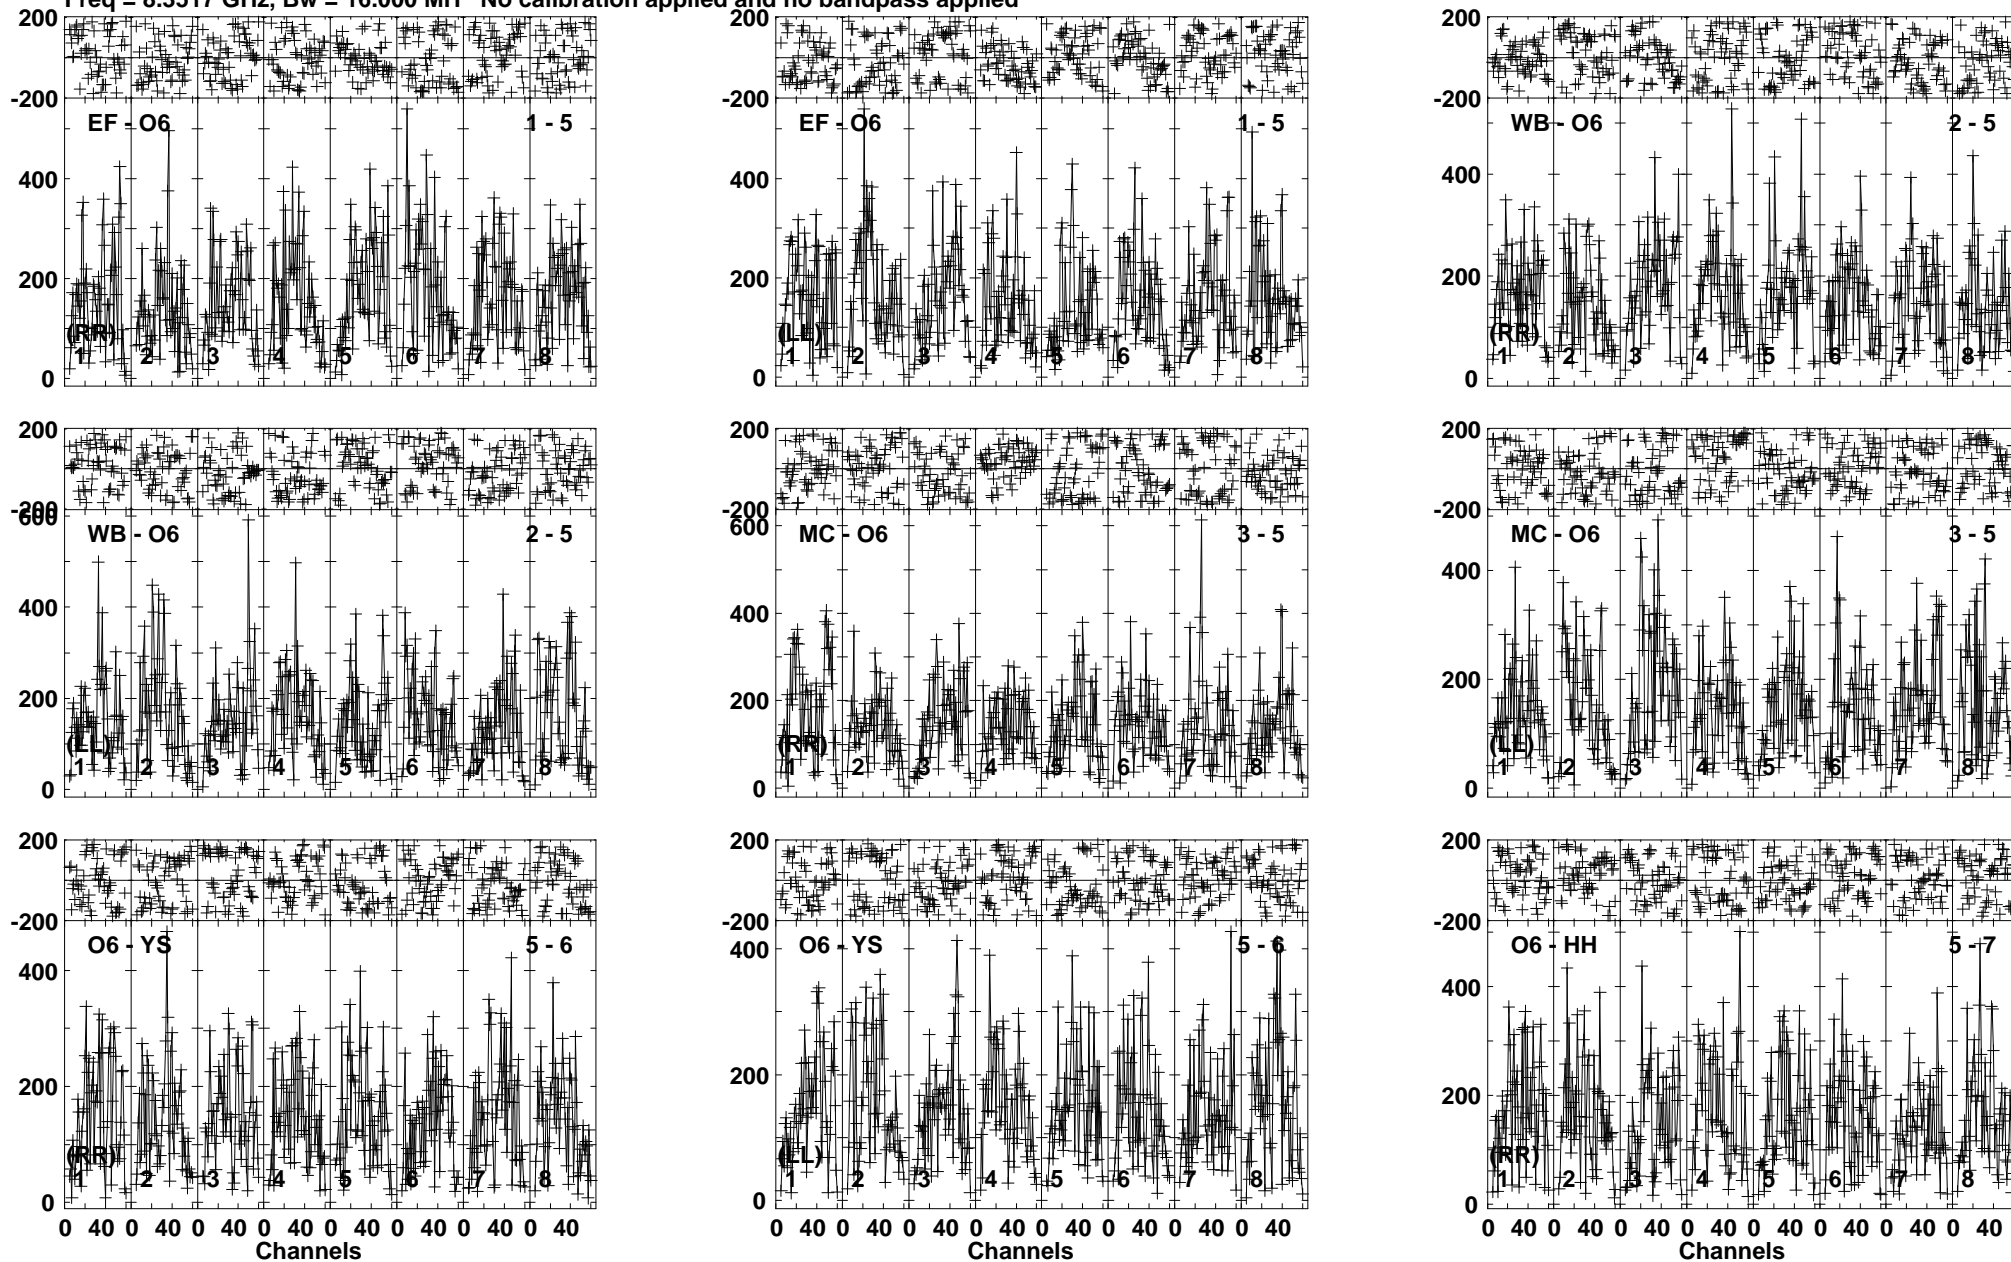 Freq = 8.3517 GHz, Bw = 16.000 MH No calibration applied and no bandpass applied
200 200 200
-200 -200 -200
EF - O6 1 - 5 EF - O6 1 - 5 WB - O6 2 - 5
400 400 400
200 200 200
(RR) (LL) (RR)
1 2 3 4 5 6 7 8 1 2 3 4 5 6 7 8 1 2 3 4 5 6 7 8
0 0 0
200 200 200
-200 -200 -200
600
WB - O6 2 - 5 MC - O6 3 - 5 MC - O6 3 - 5
600
400 400 400
200 200 200
(LL) (RR) (LL)
1 2 3 4 5 6 7 8 1 2 3 4 5 6 7 8 1 2 3 4 5 6 7 8
0 0 0
200 200 200
-200 -200 -200
O6 - YS 5 - 6 O6 - YS 5 - 6 O6 - HH 5 - 7
400 400 400
200 200 200
(RR) (LL) (RR)
1 2 3 4 5 6 7 8 1 2 3 4 5 6 7 8 1 2 3 4 5 6 7 8
0 0 0
0 40 0 40 0 40 0 40 0 40 0 40 0 40 0 40 0 40 0 40 0 40 0 40 0 40 0 40 0 40 0 40 0 40 0 40 0 40 0 40 0 40 0 40 0 40 0 40
Channels Channels Channels